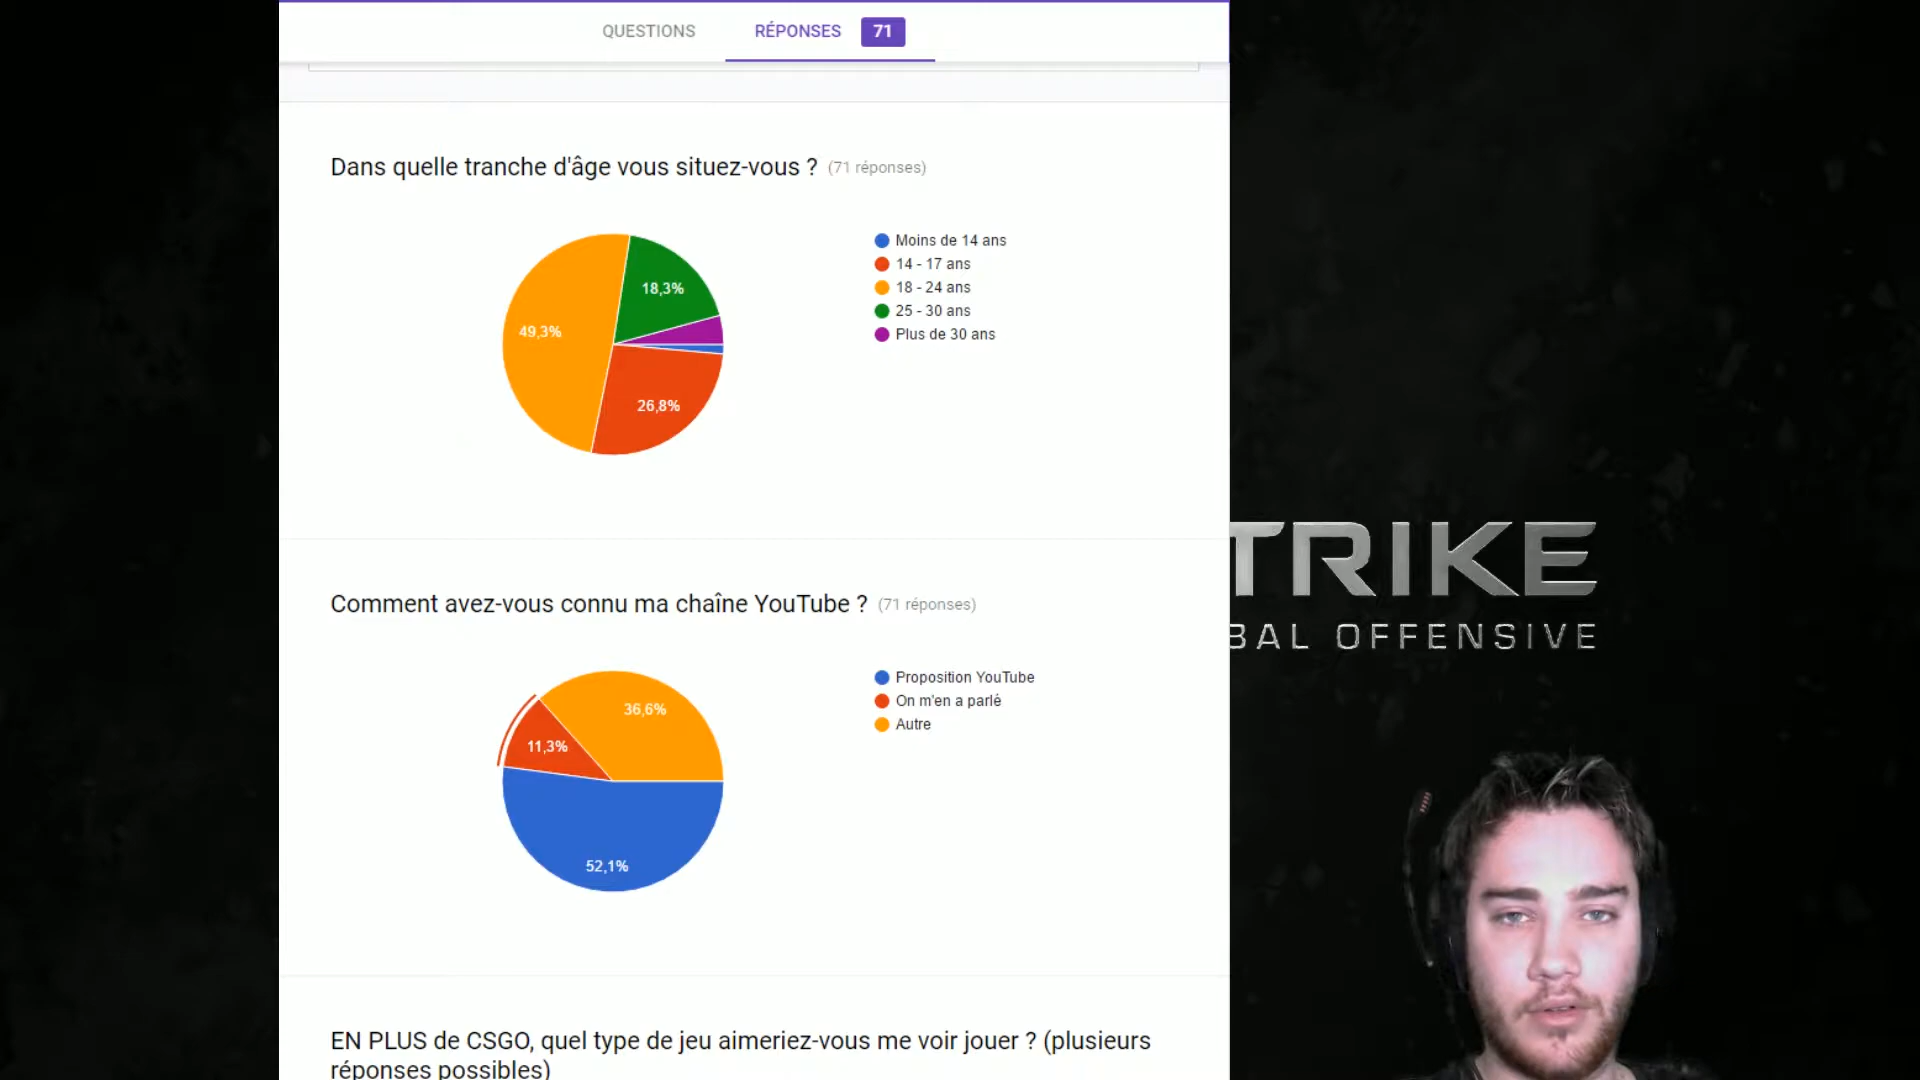 QUESTIONS
RÉPONSES
71
Dans quelle tranche d'âge vous situez-vous ? (71 réponses)
Moins de 14 ans
14 - 17 ans
18 - 24 ans
25 - 30 ans
Plus de 30 ans
18,3%
49,3%
26,8%
Comment avez-vous connu ma chaîne YouTube ? (71 réponses)
Proposition YouTube
On m'en a parlé
Autre
36,6%
11,3%
52,1%
TRIKE
BAL OFFENSIVE
EN PLUS de CSGO, quel type de jeu aimeriez-vous me voir jouer ? (plusieurs
réponses possibles)